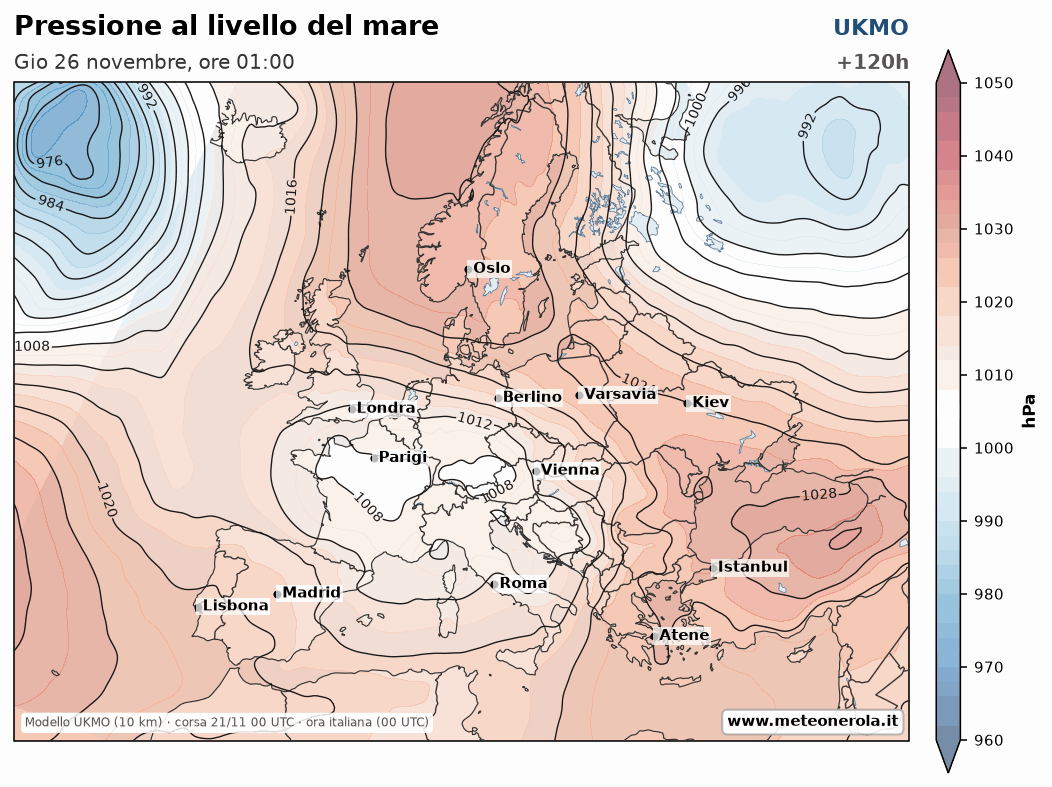 Pressione al livello del mare
UKMO
Gio 26 novembre, ore 01:00
+120h
992
1000
996
992
976
984
1016
1008
Oslo
1024
Berlino
Varsavia
Kiev
Londra
1012
Parigi
Vienna
1008
1008
1020
1028
Istanbul
Roma
Madrid
Lisbona
Atene
Modello UKMO (10 km) · corsa 21/11 00 UTC · ora italiana (00 UTC)
www.meteonerola.it
1050
1040
1030
1020
1010
1000
990
980
970
960
hPa